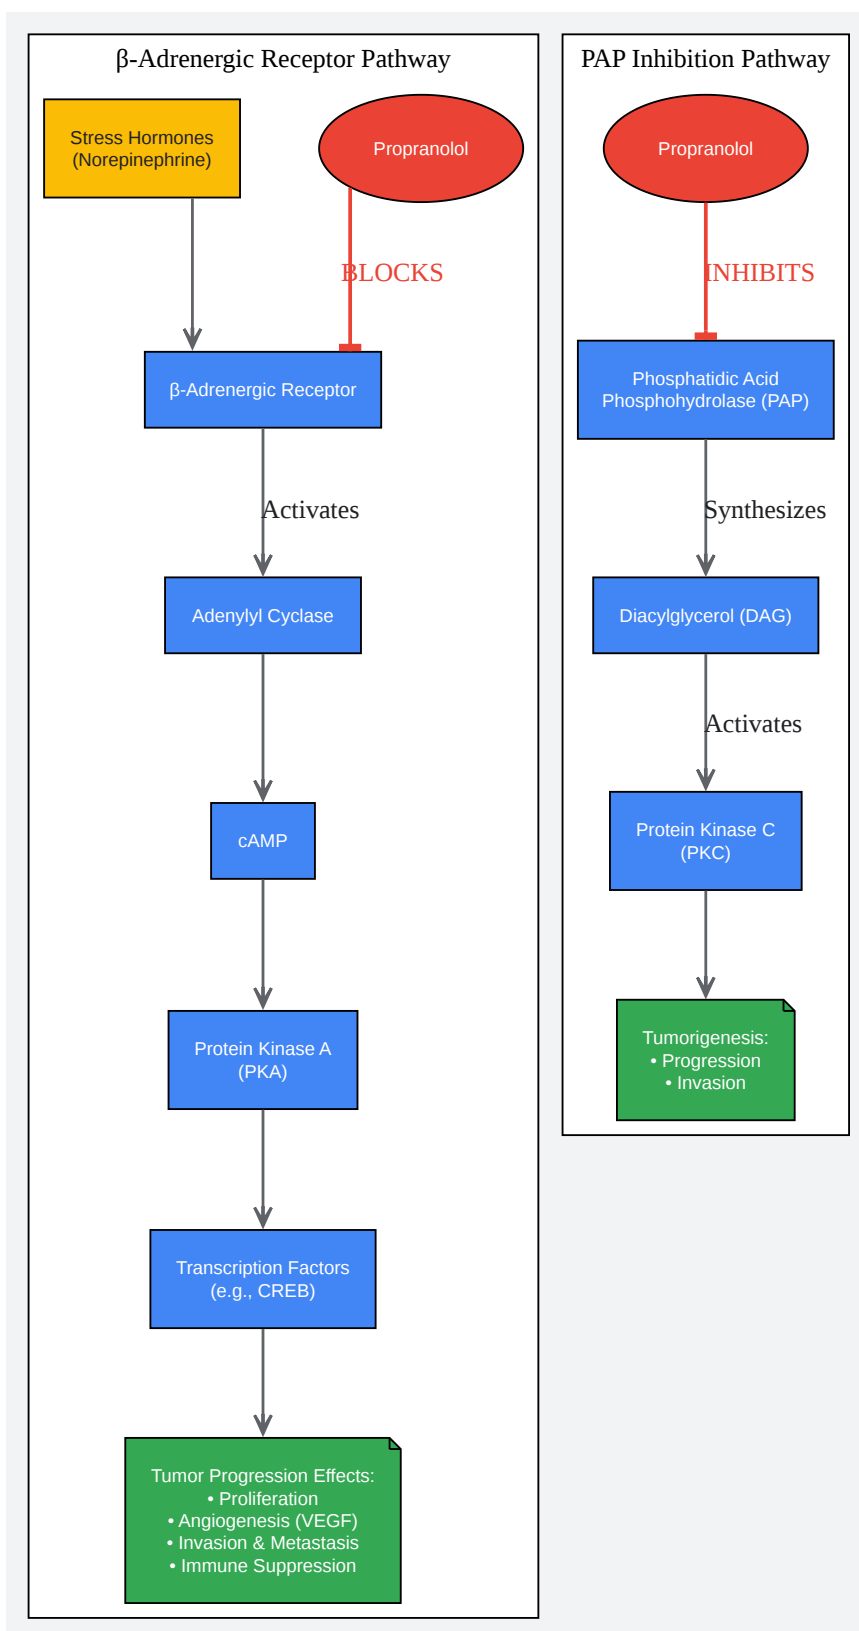 β-Adrenergic Receptor Pathway
Stress Hormones
(Norepinephrine)
Propranolol
BLOCKS
β-Adrenergic Receptor
Activates
Adenylyl Cyclase
cAMP
Protein Kinase A
(PKA)
Transcription Factors
(e.g., CREB)
Tumor Progression Effects:
• Proliferation
• Angiogenesis (VEGF)
• Invasion & Metastasis
• Immune Suppression
PAP Inhibition Pathway
Propranolol
INHIBITS
Phosphatidic Acid
Phosphohydrolase (PAP)
Synthesizes
Diacylglycerol (DAG)
Activates
Protein Kinase C
(PKC)
Tumorigenesis:
• Progression
• Invasion